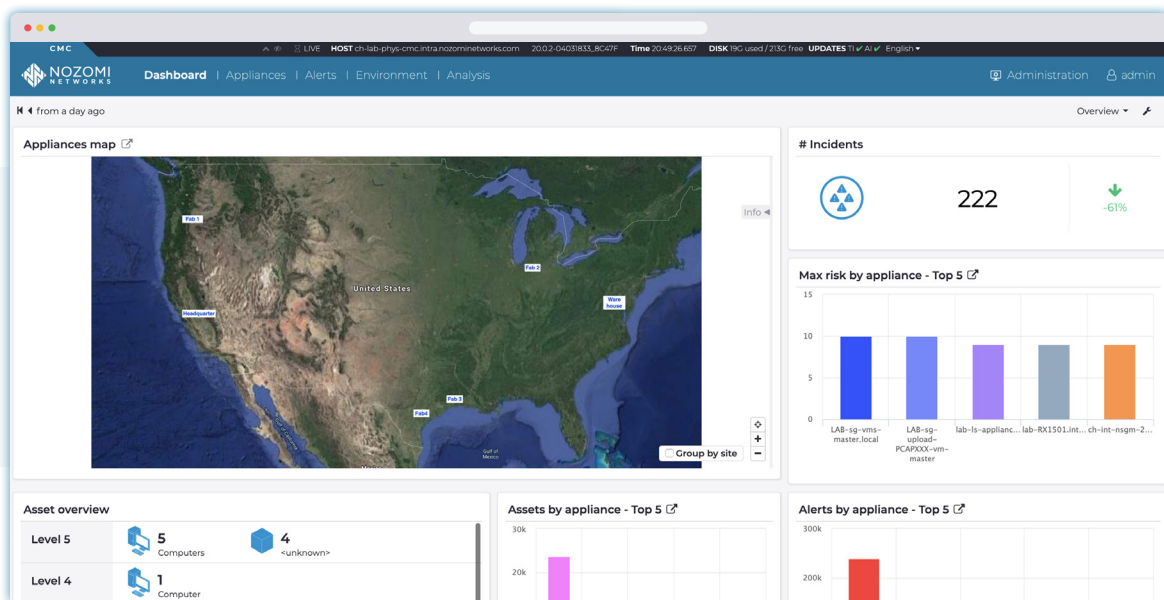 CMC
LIVE HOST ch-lab-phys-cmc.intra.nozominetworks.com 20.0.2-04031833_8C47F Time 20:49:26.657 DISK 19G used / 213G free UPDATES TI ✔ AI ✔ English
NOZOMI
NETWORKS
Dashboard | Appliances | Alerts | Environment | Analysis
Administration admin
from a day ago
Overview
Appliances map
Fab 1
Fab 2
United States
Ware
house
Headquarter
Fab 3
Fab4
Gulf of
Mexico
Info
Group by site
# Incidents
222
-61%
Max risk by appliance - Top 5
15
10
5
0
LAB-sg-vms-
master.local
LAB-sg-
upload-
PCAPXXX-vm-
master
lab-ls-applianc...
lab-RX1501.int...
ch-int-nsgm-2...
Asset overview
Level 5
5
Computers
4
<unknown>
Level 4
1
Computer
Assets by appliance - Top 5
30k
20k
Alerts by appliance - Top 5
300k
200k